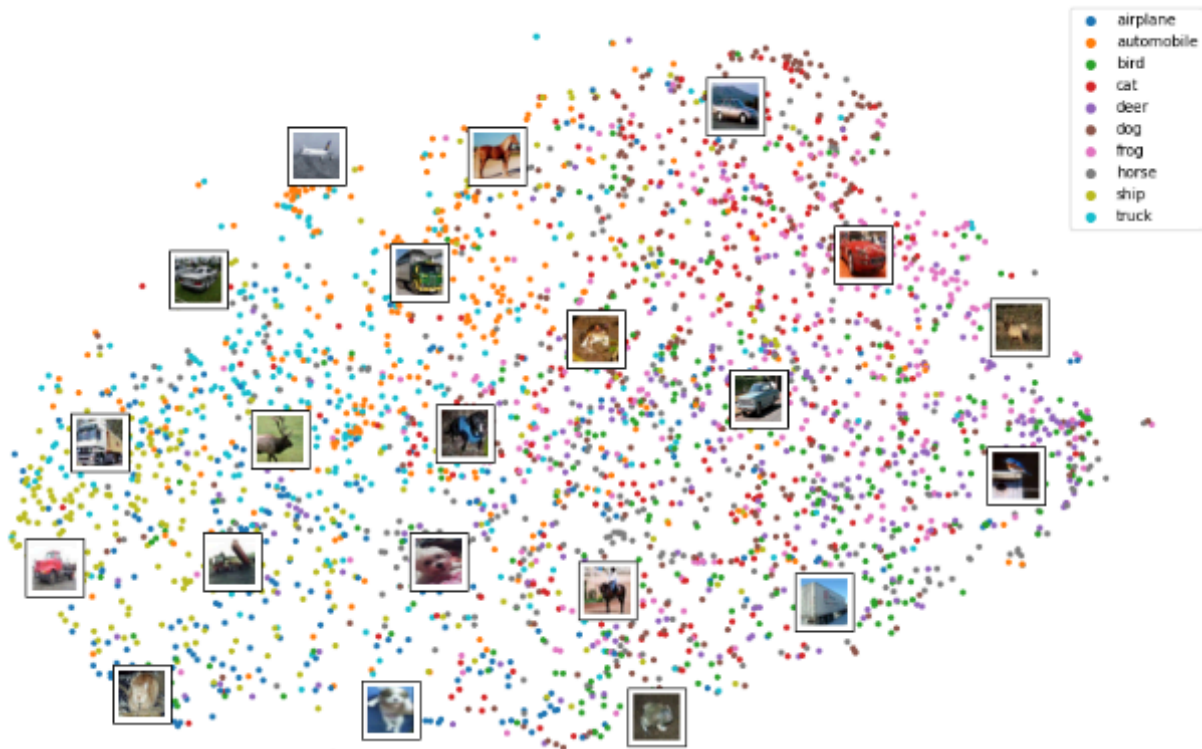 airplane
automobile
bird
cat
deer
dog
frog
horse
ship
truck